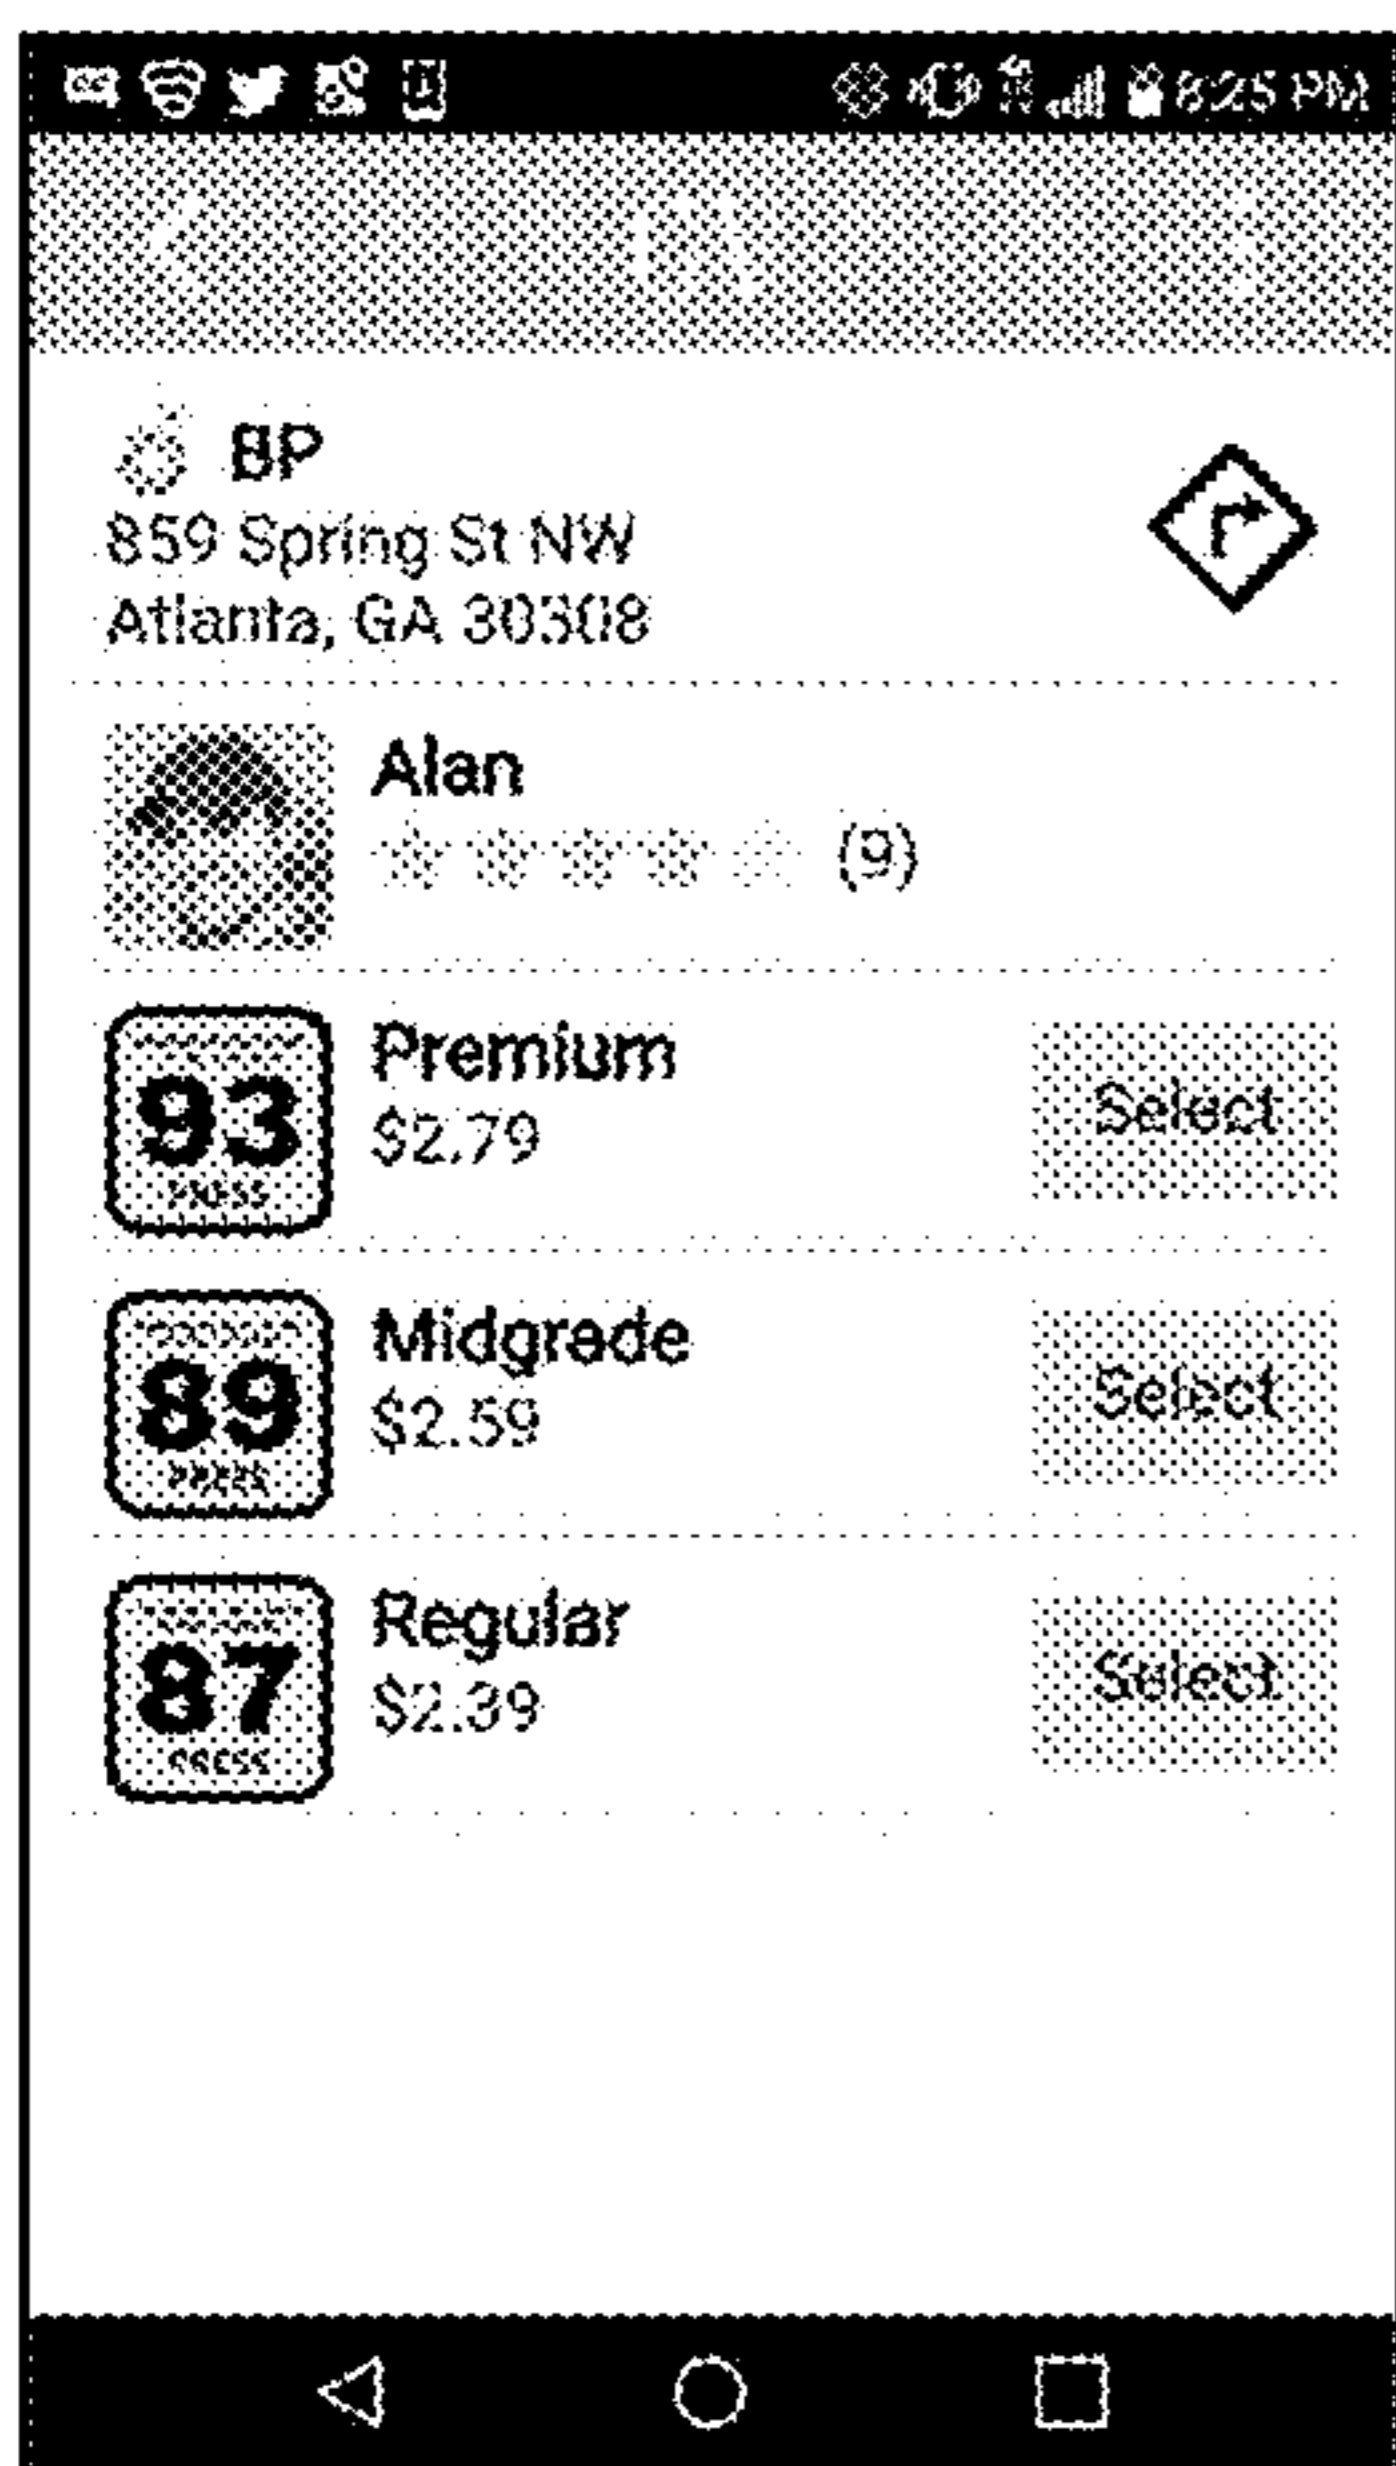 8:25 PM
BP
859 Spring St NW
Atlanta, GA 30308
Alan
(9)
93
Premium
$2.79
Select
89
Midgrade
$2.59
Select
87
PRESS
Regular
$2.39
Select